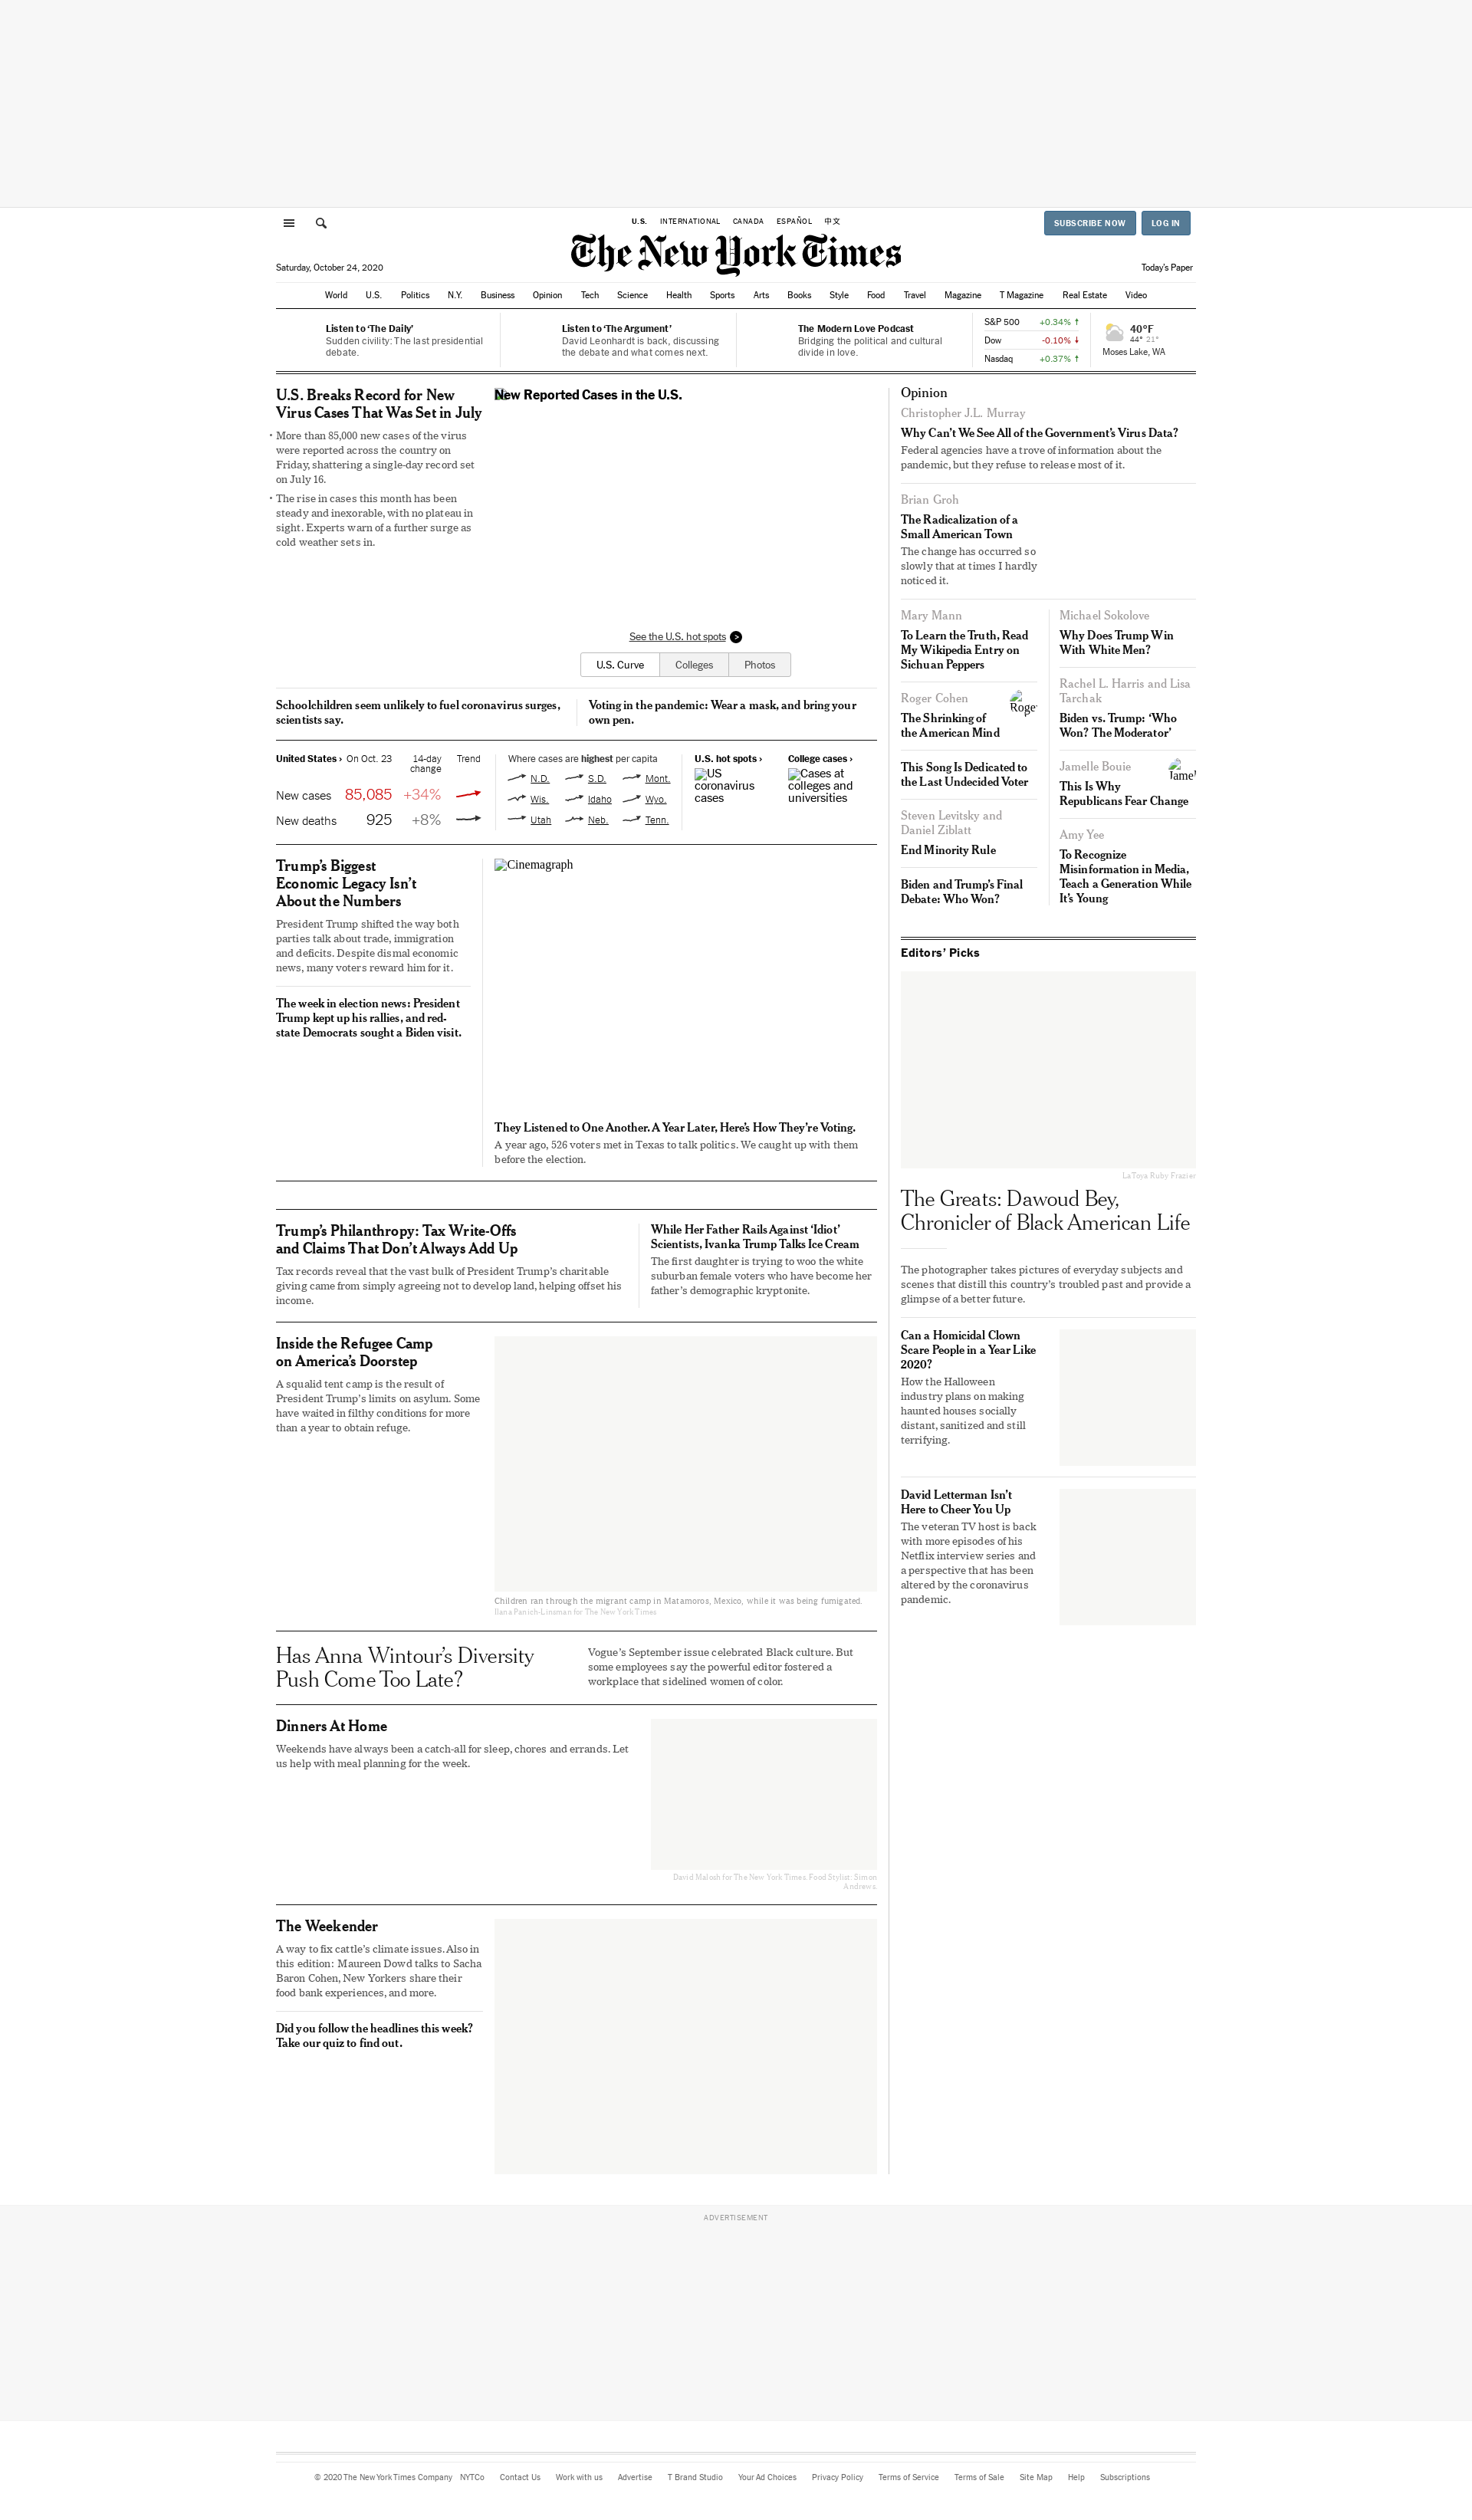 U.S. INTERNATIONAL CANADA ESPAÑOL 中文
SUBSCRIBE NOW LOG IN
The New York Times
Saturday, October 24, 2020
Today's Paper
World U.S. Politics N.Y. Business Opinion Tech Science Health Sports Arts Books Style Food Travel Magazine T Magazine Real Estate Video
Listen to ‘The Daily’
Sudden civility: The last presidential
debate.
Listen to ‘The Argument’
David Leonhardt is back, discussing
the debate and what comes next.
The Modern Love Podcast
Bridging the political and cultural
divide in love.
S&P 500 +0.34% ↑
Dow -0.10% ↓
Nasdaq +0.37% ↑
40°F
44° 21°
Moses Lake, WA
U.S. Breaks Record for New
Virus Cases That Was Set in July
• More than 85,000 new cases of the virus
were reported across the country on
Friday, shattering a single-day record set
on July 16.
• The rise in cases this month has been
steady and inexorable, with no plateau in
sight. Experts warn of a further surge as
cold weather sets in.
New Reported Cases in the U.S.
See the U.S. hot spots >
U.S. Curve Colleges Photos
Schoolchildren seem unlikely to fuel coronavirus surges,
scientists say.
Voting in the pandemic: Wear a mask, and bring your
own pen.
United States › On Oct. 23 14-day Trend
change
New cases 85,085 +34%
New deaths 925 +8%
Where cases are highest per capita
N.D. S.D. Mont.
Wis. Idaho Wyo.
Utah Neb. Tenn.
U.S. hot spots ›
US
coronavirus
cases
College cases ›
Cases at
colleges and
universities
Trump’s Biggest
Economic Legacy Isn’t
About the Numbers
President Trump shifted the way both
parties talk about trade, immigration
and deficits. Despite dismal economic
news, many voters reward him for it.
The week in election news: President
Trump kept up his rallies, and red-
state Democrats sought a Biden visit.
Cinemagraph
They Listened to One Another. A Year Later, Here’s How They’re Voting.
A year ago, 526 voters met in Texas to talk politics. We caught up with them
before the election.
Trump’s Philanthropy: Tax Write-Offs
and Claims That Don’t Always Add Up
Tax records reveal that the vast bulk of President Trump’s charitable
giving came from simply agreeing not to develop land, helping offset his
income.
While Her Father Rails Against ‘Idiot’
Scientists, Ivanka Trump Talks Ice Cream
The first daughter is trying to woo the white
suburban female voters who have become her
father’s demographic kryptonite.
Inside the Refugee Camp
on America’s Doorstep
A squalid tent camp is the result of
President Trump’s limits on asylum. Some
have waited in filthy conditions for more
than a year to obtain refuge.
Children ran through the migrant camp in Matamoros, Mexico, while it was being fumigated.
Ilana Panich-Linsman for The New York Times
Has Anna Wintour’s Diversity
Push Come Too Late?
Vogue’s September issue celebrated Black culture. But
some employees say the powerful editor fostered a
workplace that sidelined women of color.
Dinners At Home
Weekends have always been a catch-all for sleep, chores and errands. Let
us help with meal planning for the week.
David Malosh for The New York Times. Food Stylist: Simon
Andrews.
The Weekender
A way to fix cattle’s climate issues. Also in
this edition: Maureen Dowd talks to Sacha
Baron Cohen, New Yorkers share their
food bank experiences, and more.
Did you follow the headlines this week?
Take our quiz to find out.
Opinion
Christopher J.L. Murray
Why Can’t We See All of the Government’s Virus Data?
Federal agencies have a trove of information about the
pandemic, but they refuse to release most of it.
Brian Groh
The Radicalization of a
Small American Town
The change has occurred so
slowly that at times I hardly
noticed it.
Mary Mann
To Learn the Truth, Read
My Wikipedia Entry on
Sichuan Peppers
Roger Cohen
Roger
The Shrinking of
the American Mind
This Song Is Dedicated to
the Last Undecided Voter
Steven Levitsky and
Daniel Ziblatt
End Minority Rule
Biden and Trump’s Final
Debate: Who Won?
Michael Sokolove
Why Does Trump Win
With White Men?
Rachel L. Harris and Lisa
Tarchak
Biden vs. Trump: ‘Who
Won? The Moderator’
Jamelle Bouie
This Is Why
Republicans Fear Change
Amy Yee
To Recognize
Misinformation in Media,
Teach a Generation While
It’s Young
Editors’ Picks
LaToya Ruby Frazier
The Greats: Dawoud Bey,
Chronicler of Black American Life
The photographer takes pictures of everyday subjects and
scenes that distill this country’s troubled past and provide a
glimpse of a better future.
Can a Homicidal Clown
Scare People in a Year Like
2020?
How the Halloween
industry plans on making
haunted houses socially
distant, sanitized and still
terrifying.
David Letterman Isn’t
Here to Cheer You Up
The veteran TV host is back
with more episodes of his
Netflix interview series and
a perspective that has been
altered by the coronavirus
pandemic.
ADVERTISEMENT
© 2020 The New York Times Company NYTCo Contact Us Work with us Advertise T Brand Studio Your Ad Choices Privacy Policy Terms of Service Terms of Sale Site Map Help Subscriptions